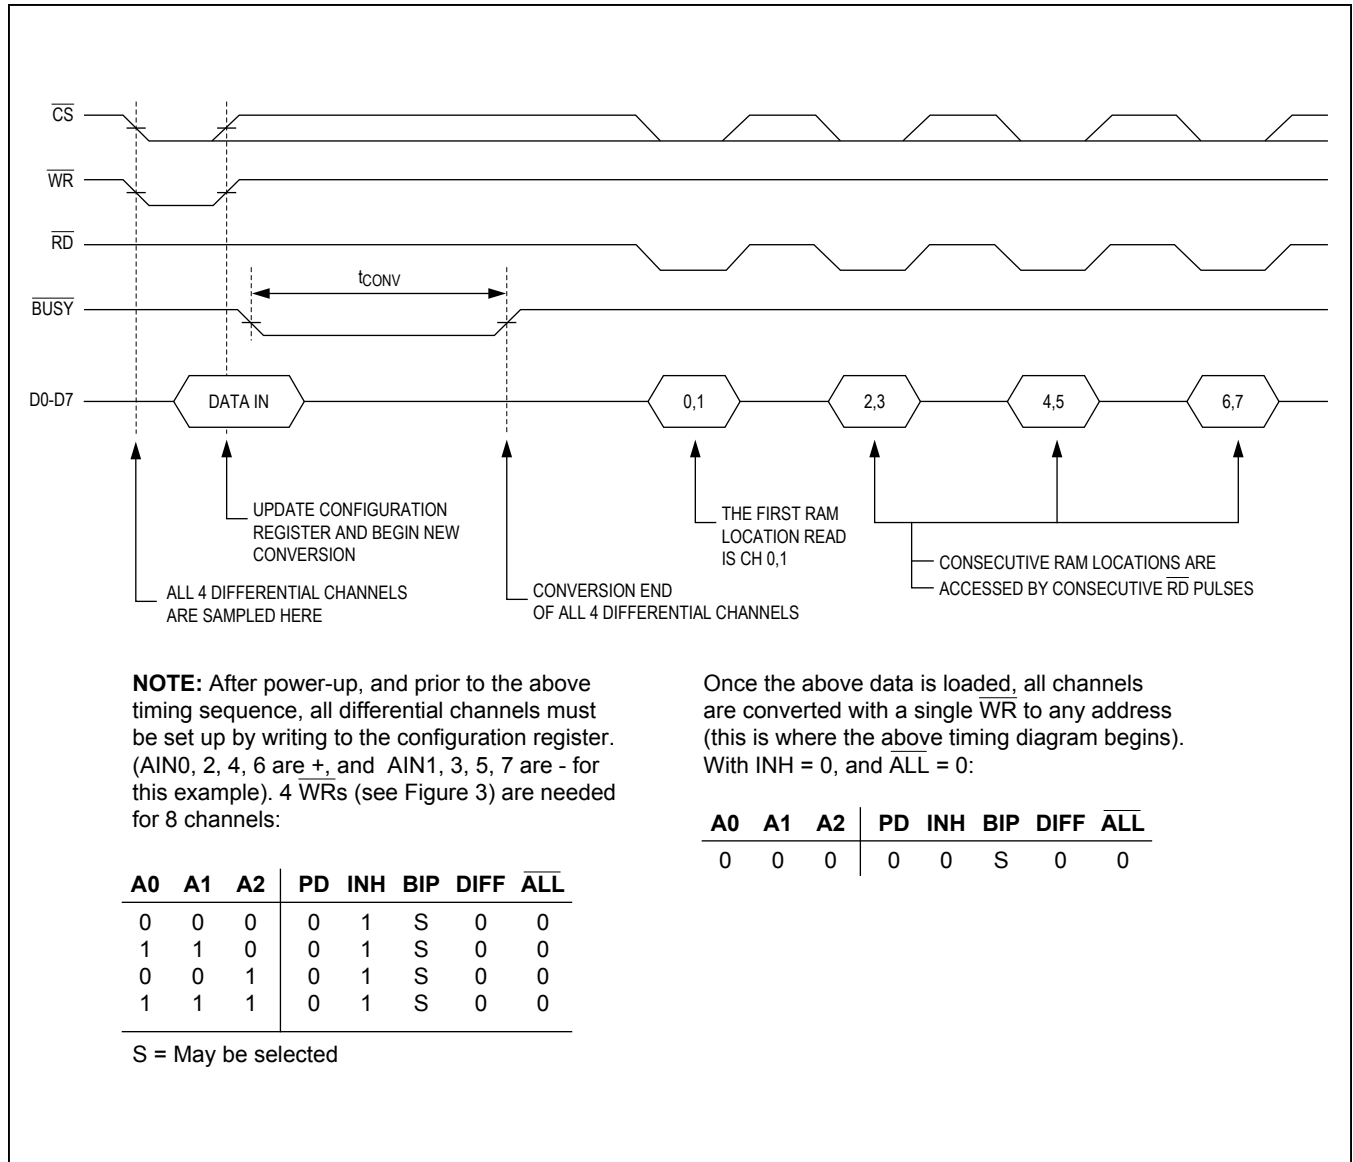 CS
WR
RD
tCONV
BUSY
D0-D7
DATA IN
0,1
2,3
4,5
6,7
UPDATE CONFIGURATION
REGISTER AND BEGIN NEW
CONVERSION
ALL 4 DIFFERENTIAL CHANNELS
ARE SAMPLED HERE
CONVERSION END
OF ALL 4 DIFFERENTIAL CHANNELS
THE FIRST RAM
LOCATION READ
IS CH 0,1
CONSECUTIVE RAM LOCATIONS ARE
ACCESSED BY CONSECUTIVE RD PULSES
NOTE: After power-up, and prior to the above
timing sequence, all differential channels must
be set up by writing to the configuration register.
(AIN0, 2, 4, 6 are +, and AIN1, 3, 5, 7 are - for
this example). 4 WRs (see Figure 3) are needed
for 8 channels:
A0 A1 A2 PD INH BIP DIFF ALL
0 0 0 0 1 S 0 0
1 1 0 0 1 S 0 0
0 0 1 0 1 S 0 0
1 1 1 0 1 S 0 0
S = May be selected
Once the above data is loaded, all channels
are converted with a single WR to any address
(this is where the above timing diagram begins).
With INH = 0, and ALL = 0:
A0 A1 A2 PD INH BIP DIFF ALL
0 0 0 0 0 S 0 0